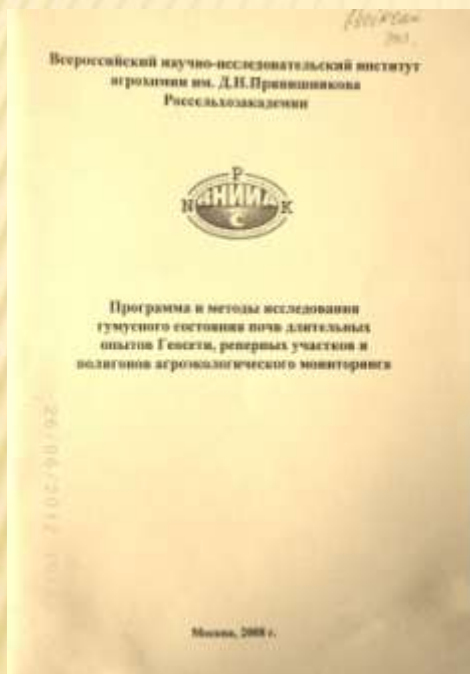 Всероссийский научно-исследовательский институт
агрохимии им. Д.Н.Прянишникова
Россельхозакадемии
P
N ВНИИА K
С
Программа и методы исследования
гумусного состояния почв длительных
опытов Геосети, реперных участков и
полигонов агроэкологического мониторинга
Москва, 2008 г.